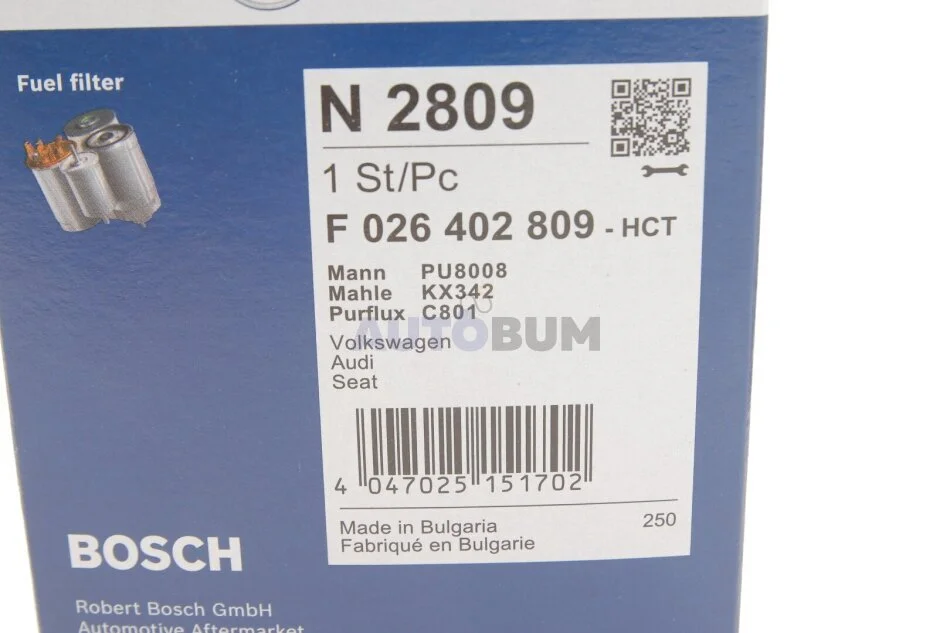 Fuel filter
N 2809
1 St/Pc
F 026 402 809 - HCT
Mann PU8008
Mahle KX342
Purflux C801
AUTOBUM
Volkswagen
Audi
Seat
4 047025 151702
Made in Bulgaria 250
Fabriqué en Bulgarie
BOSCH
Robert Bosch GmbH
Automotive Aftermarket